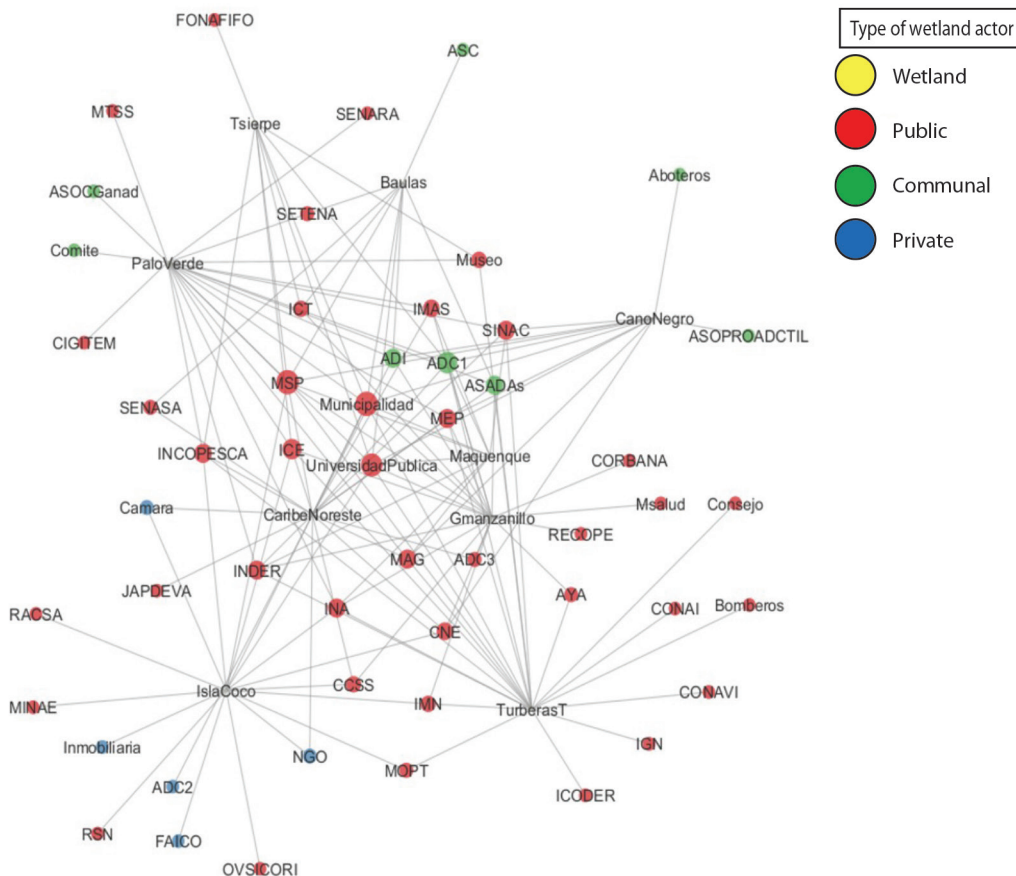 FONAFIFO
ASC
Type of wetland actor
Wetland
MTSS
Tsierpe
SENARA
Public
Baulas
Aboteros
Communal
ASOCGanad
SETENA
Private
Comite
PaloVerde
Museo
ICT
IMAS
SINAC
CanoNegro
ASOPROADCTIL
CIGITEM
ADI
ADC1
MSP
ASADAs
SENASA
Municipalidad
MEP
INCOPESCA
ICE
UniversidadPublica
Maquenque
CORBANA
Camara
CaribeNoreste
Gmanzanillo
Msalud
Consejo
RECOPE
INDER
MAG
ADC3
JAPDEVA
AYA
RACSA
INA
CONAI
Bomberos
CNE
IslaCoco
CCSS
CONAVI
MINAE
IMN
TurberasT
Inmobiliaria
NGO
IGN
MOPT
ADC2
ICODER
RSN
FAICO
OVSICORI